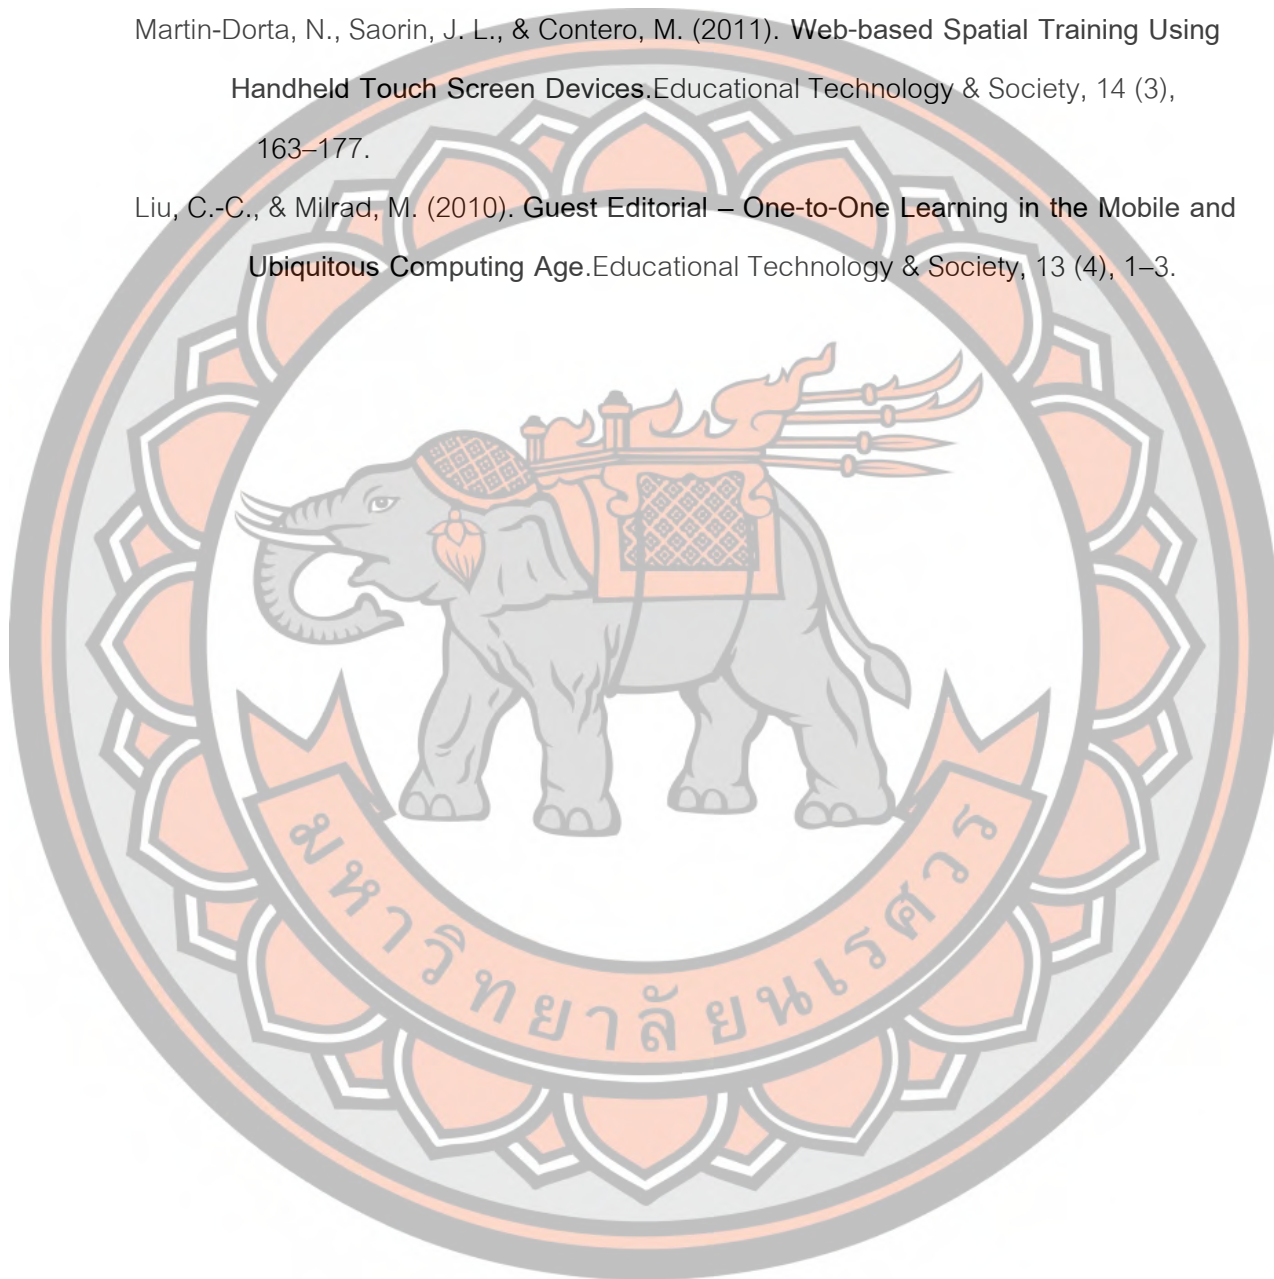 Martin-Dorta, N., Saorin, J. L., & Contero, M. (2011). Web-based Spatial Training Using
Handheld Touch Screen Devices.Educational Technology & Society, 14 (3),
163–177.
Liu, C.-C., & Milrad, M. (2010). Guest Editorial – One-to-One Learning in the Mobile and
Ubiquitous Computing Age.Educational Technology & Society, 13 (4), 1–3.
มหาวิทยาลัยนเรศวร